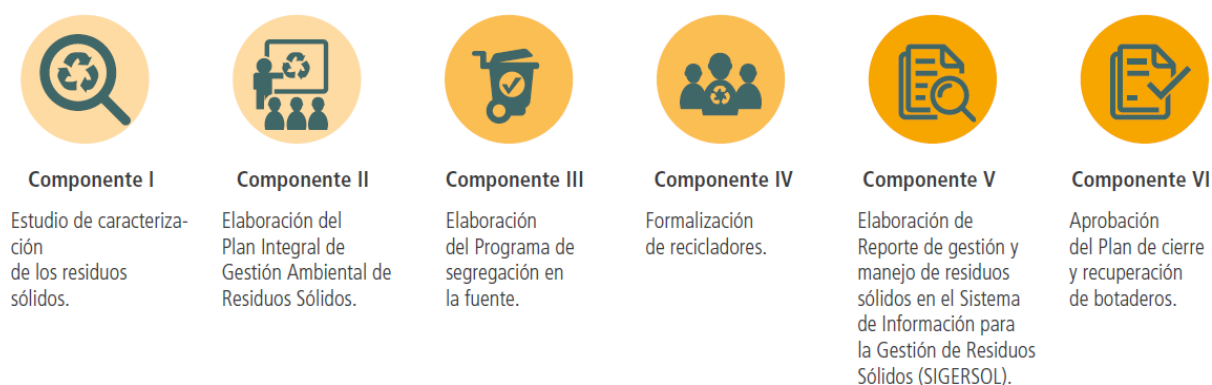 Componente I
Estudio de caracteriza-
ción
de los residuos
sólidos.
Componente II
Elaboración del
Plan Integral de
Gestión Ambiental de
Residuos Sólidos.
Componente III
Elaboración
del Programa de
segregación en
la fuente.
Componente IV
Formalización
de recicladores.
Componente V
Elaboración de
Reporte de gestión y
manejo de residuos
sólidos en el Sistema
de Información para
la Gestión de Residuos
Sólidos (SIGERSOL).
Componente VI
Aprobación
del Plan de cierre
y recuperación
de botaderos.